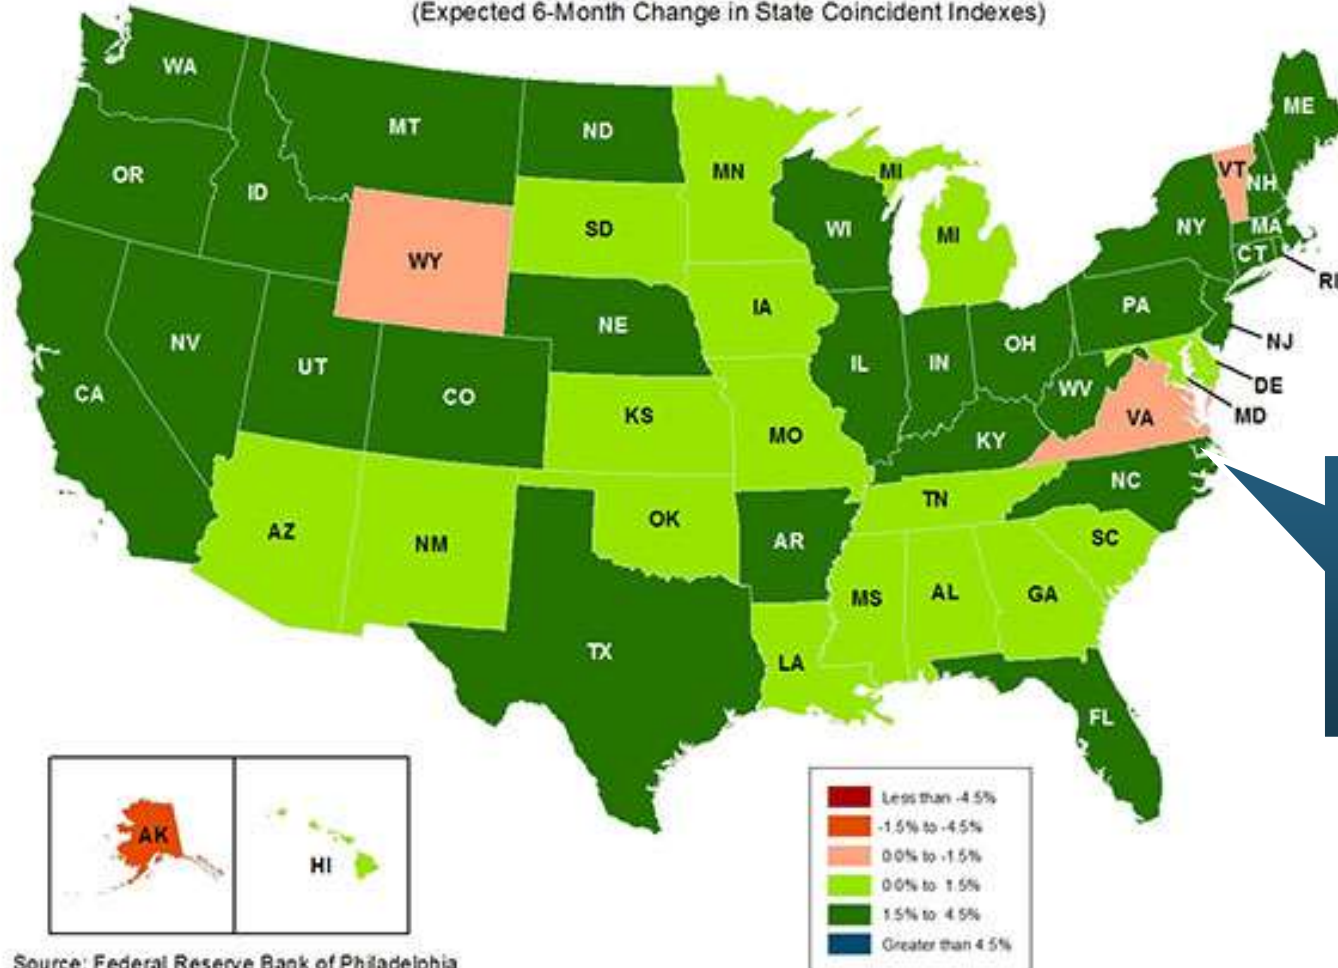 (Expected 6-Month Change in State Coincident Indexes)
WA
MT
ND
MN
MI
ME
OR
ID
SD
WI
MI
VT
NH
NY
MA
CT
RI
WY
IA
PA
NE
NV
UT
CO
IL
IN
OH
NJ
CA
WV
DE
MD
KS
MO
KY
VA
NC
AZ
NM
OK
TN
AR
SC
MS
AL
GA
TX
LA
FL
AK
HI
Less than -4.5%
-1.5% to -4.5%
0.0% to -1.5%
0.0% to 1.5%
1.5% to 4.5%
Greater than 4.5%
Source: Federal Reserve Bank of Philadelphia